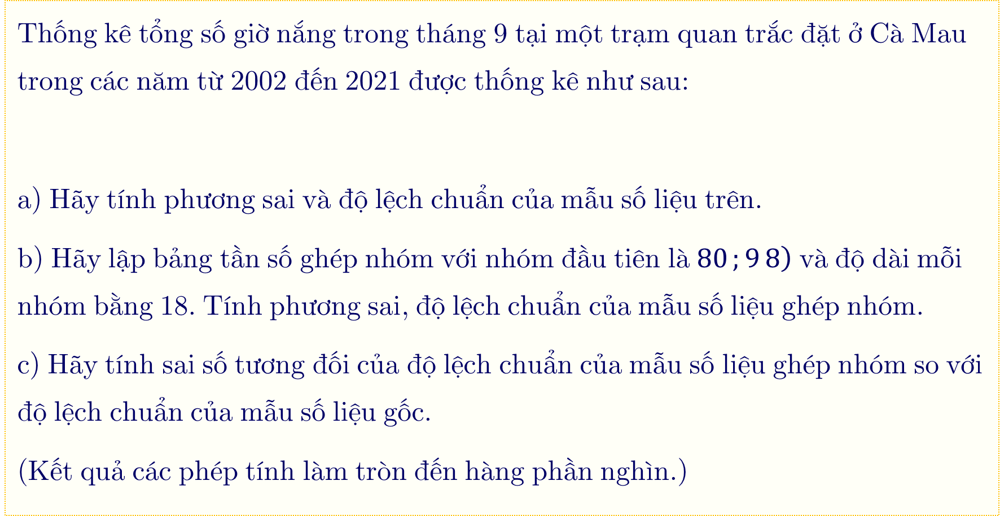 Thống kê tổng số giờ nắng trong tháng 9 tại một trạm quan trắc đặt ở Cà Mau
trong các năm từ 2002 đến 2021 được thống kê như sau:
a) Hãy tính phương sai và độ lệch chuẩn của mẫu số liệu trên.
b) Hãy lập bảng tần số ghép nhóm với nhóm đầu tiên là 80;98) và độ dài mỗi
nhóm bằng 18. Tính phương sai, độ lệch chuẩn của mẫu số liệu ghép nhóm.
c) Hãy tính sai số tương đối của độ lệch chuẩn của mẫu số liệu ghép nhóm so với
độ lệch chuẩn của mẫu số liệu gốc.
(Kết quả các phép tính làm tròn đến hàng phần nghìn.)